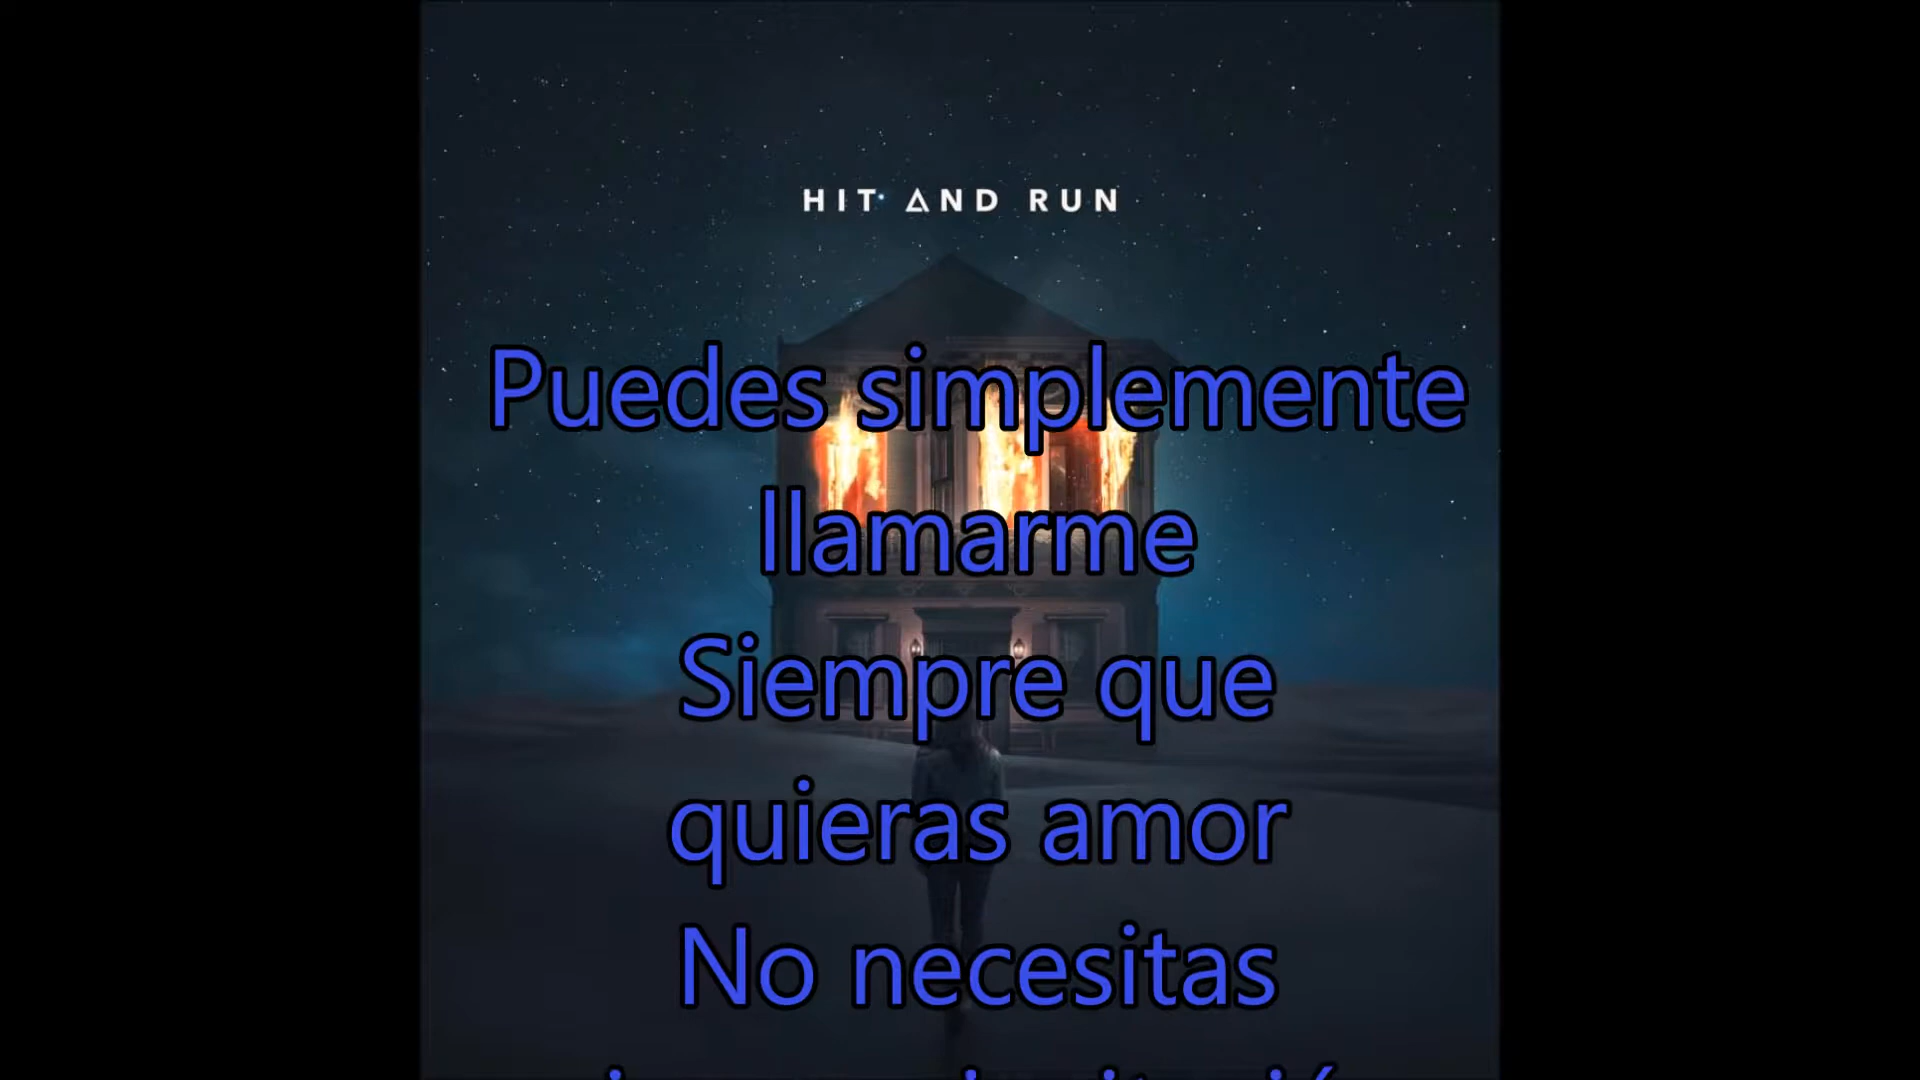 HIT AND RUN
Puedes simplemente
llamarme
Siempre que
quieras amor
No necesitas